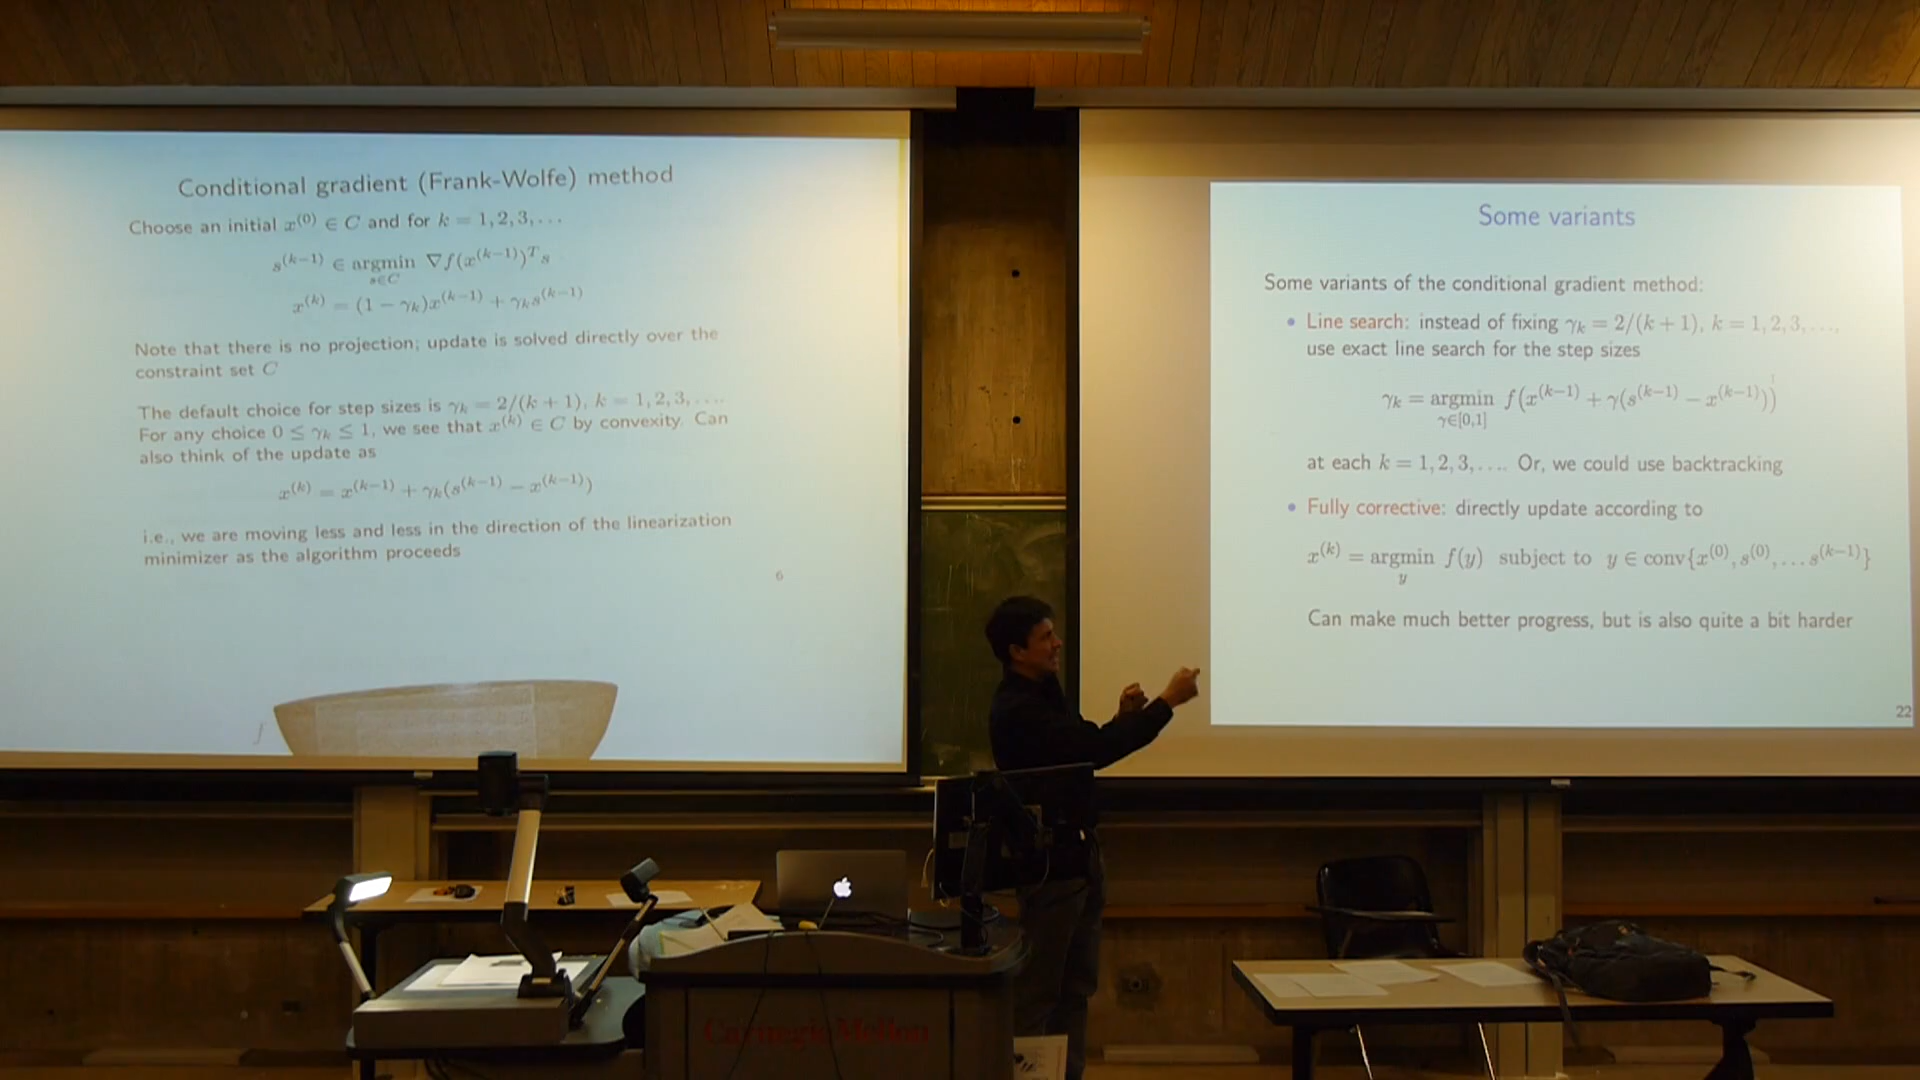 Conditional gradient (Frank-Wolfe) method
Choose an initial x^(0) ∈ C and for k = 1, 2, 3, . . .
s^(k−1) ∈ argmin ∇f(x^(k−1))^T s
s∈C
x^(k) = (1 − γ_k)x^(k−1) + γ_k s^(k−1)
Note that there is no projection; update is solved directly over the
constraint set C
The default choice for step sizes is γ_k = 2/(k + 1), k = 1, 2, 3, . . ..
For any choice 0 ≤ γ_k ≤ 1, we see that x^(k) ∈ C by convexity. Can
also think of the update as
x^(k) = x^(k−1) + γ_k(s^(k−1) − x^(k−1))
i.e., we are moving less and less in the direction of the linearization
minimizer as the algorithm proceeds
6
f
Some variants
Some variants of the conditional gradient method:
• Line search: instead of fixing γ_k = 2/(k + 1), k = 1, 2, 3, . . .,
use exact line search for the step sizes
γ_k = argmin f(x^(k−1) + γ(s^(k−1) − x^(k−1)))
γ∈[0,1]
at each k = 1, 2, 3, . . .. Or, we could use backtracking
• Fully corrective: directly update according to
x^(k) = argmin f(y) subject to y ∈ conv{x^(0), s^(0), . . . s^(k−1)}
y
Can make much better progress, but is also quite a bit harder
22
Carnegie Mellon